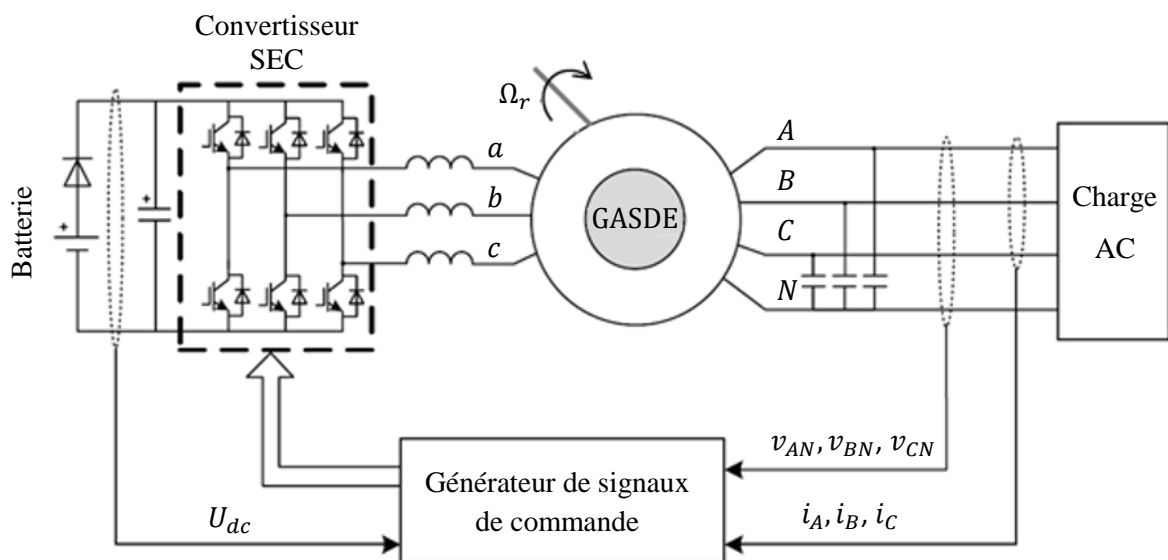 Convertisseur
SEC
Batterie
+
+
a
b
c
Ω_r
GASDE
A
B
C
N
Charge
AC
Générateur de signaux
de commande
U_dc
v_AN, v_BN, v_CN
i_A, i_B, i_C